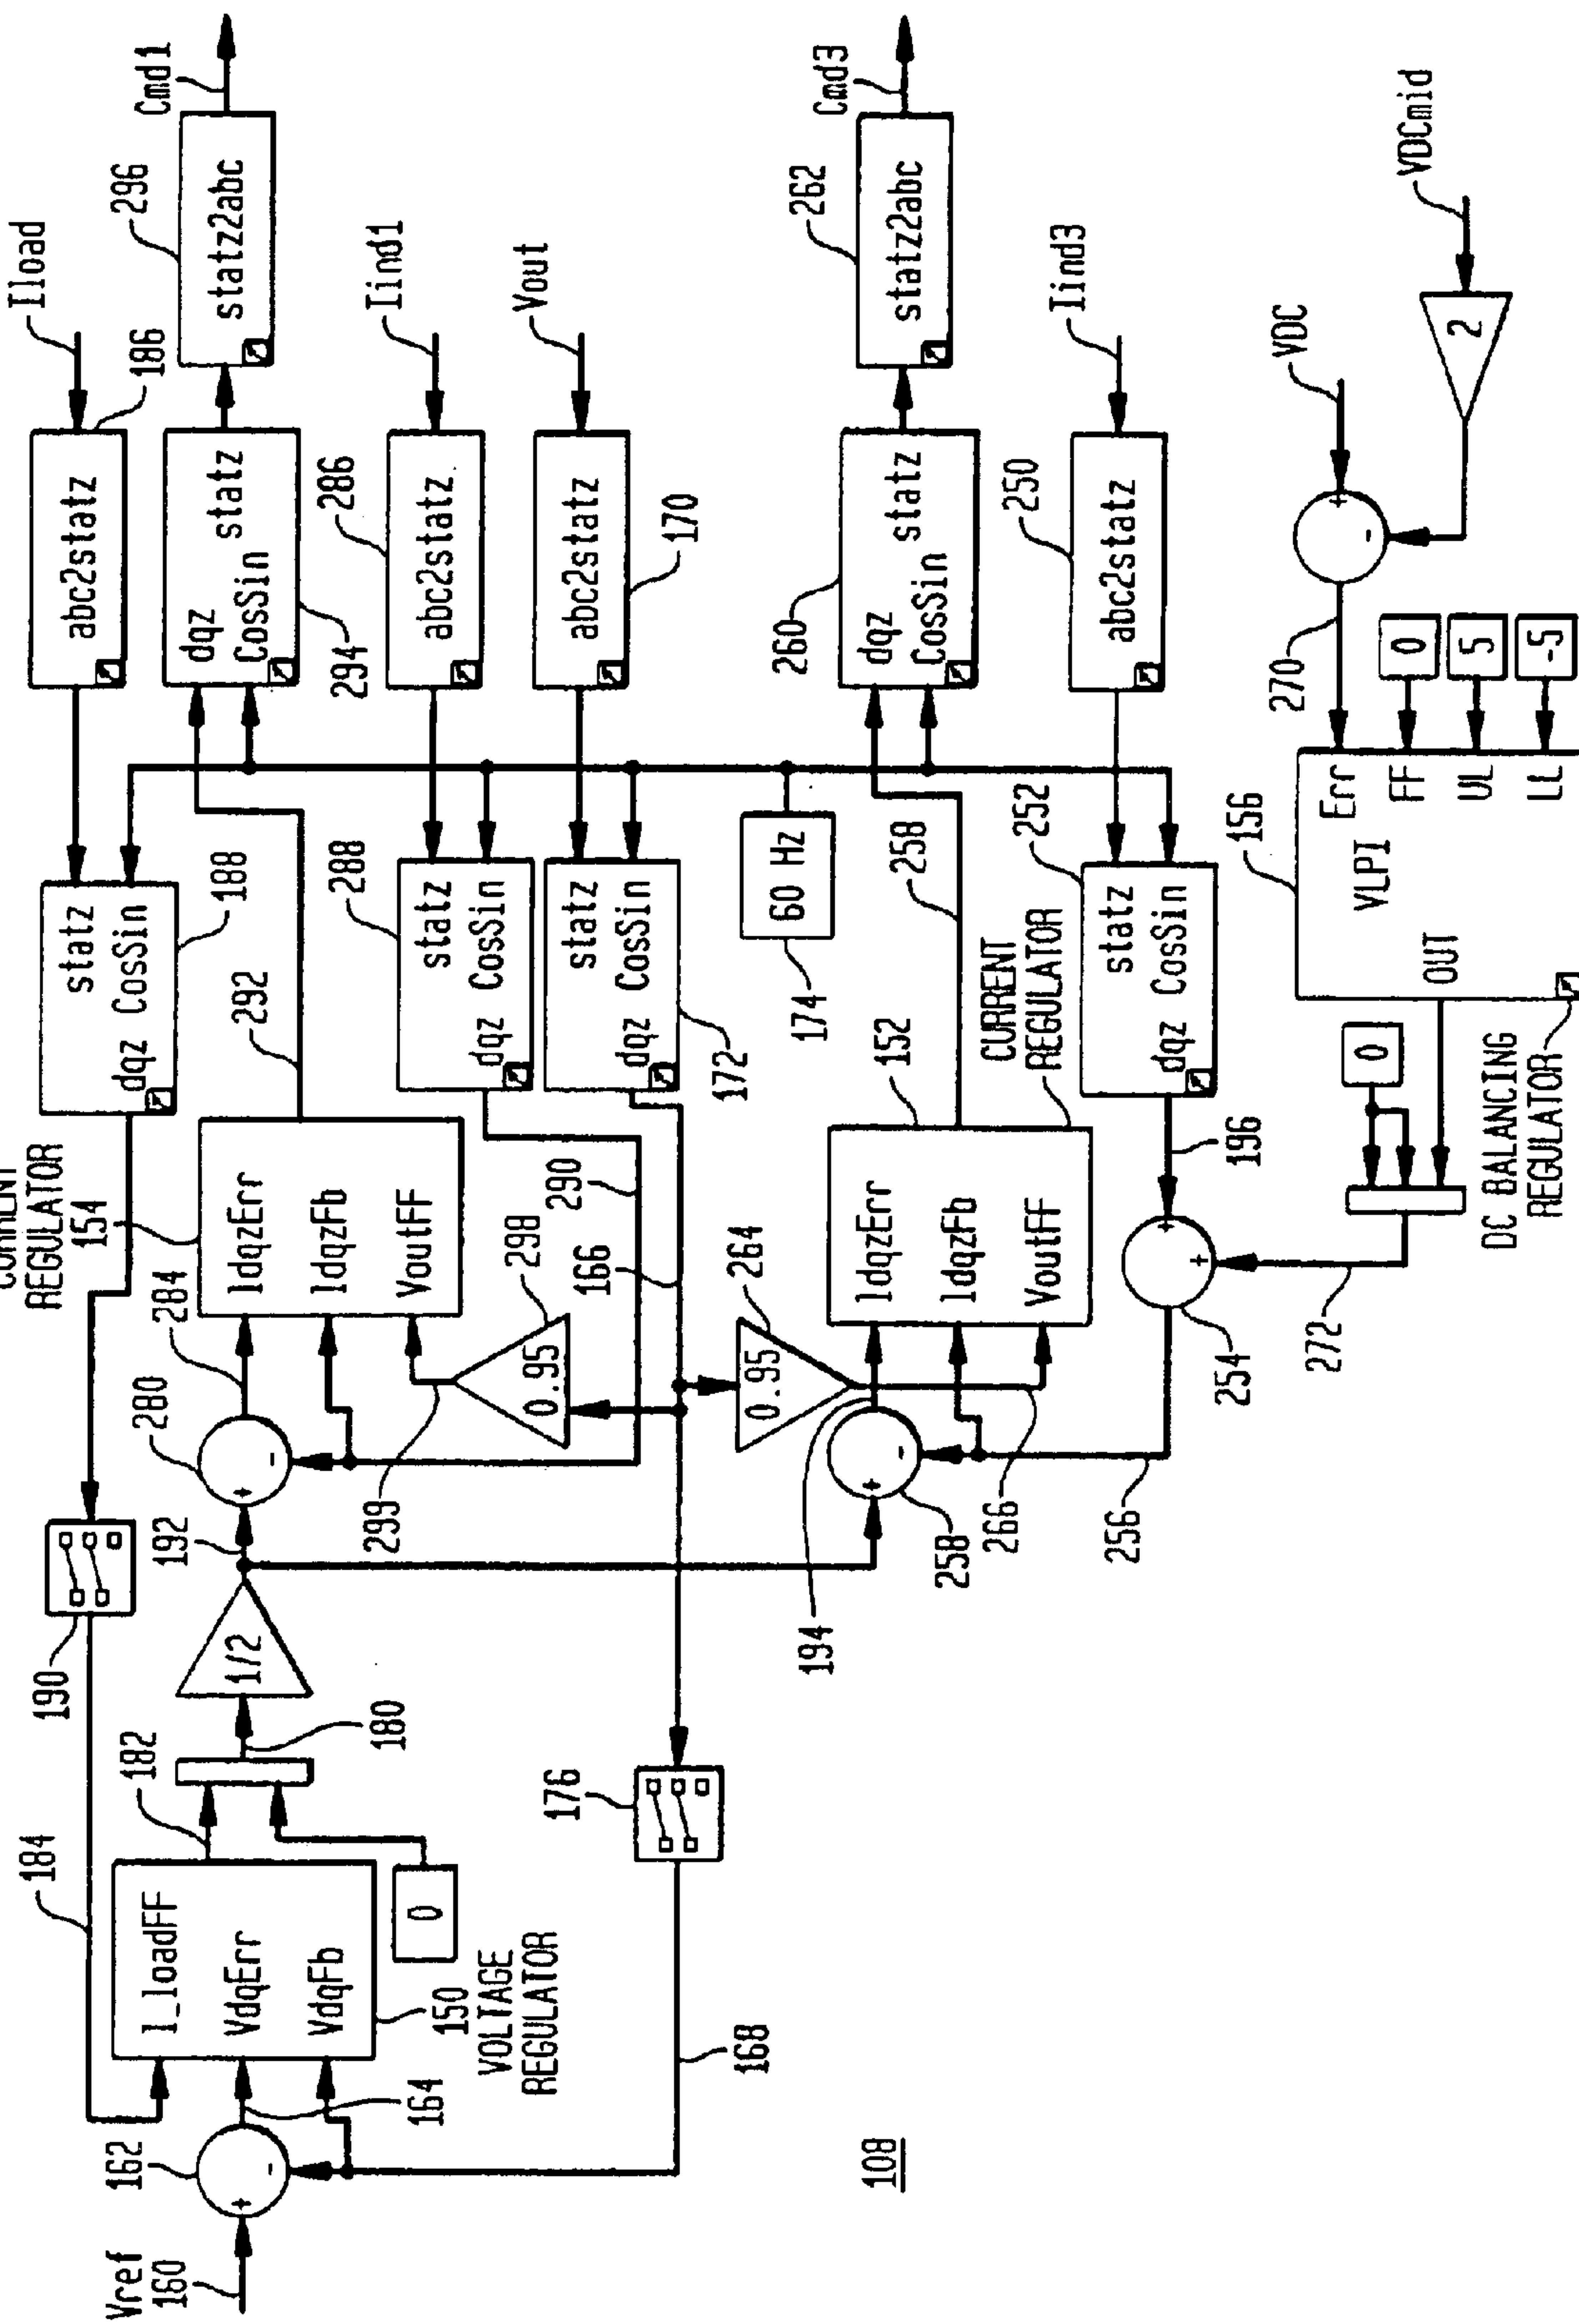 Vref
160
162
164
184
I_loadFF
VdqErr
VdqFb
150
VOLTAGE
REGULATOR
0
182
180
1/2
190
192
280
284
REGULATOR
154
IdqzErr
IdqzFb
VoutFF
292
299
0.95
298
290
166
168
176
statz
CosSin
dqz
188
abc2statz
186
Iload
dqz
statz
CosSin
294
statz2abc
296
Cmd1
statz
CosSin
dqz
288
abc2statz
286
Iind1
statz
CosSin
dqz
172
abc2statz
170
Vout
60 Hz
174
0.95
264
194
258
266
256
152
IdqzErr
IdqzFb
VoutFF
CURRENT
REGULATOR
258
dqz
statz
CosSin
260
statz2abc
262
Cmd3
252
statz
CosSin
dqz
196
abc2statz
250
Iind3
254
272
0
DC BALANCING
REGULATOR
156
Err
FF
UL
LL
VLPI
OUT
0
5
-5
270
VDC
2
VDCmid
108